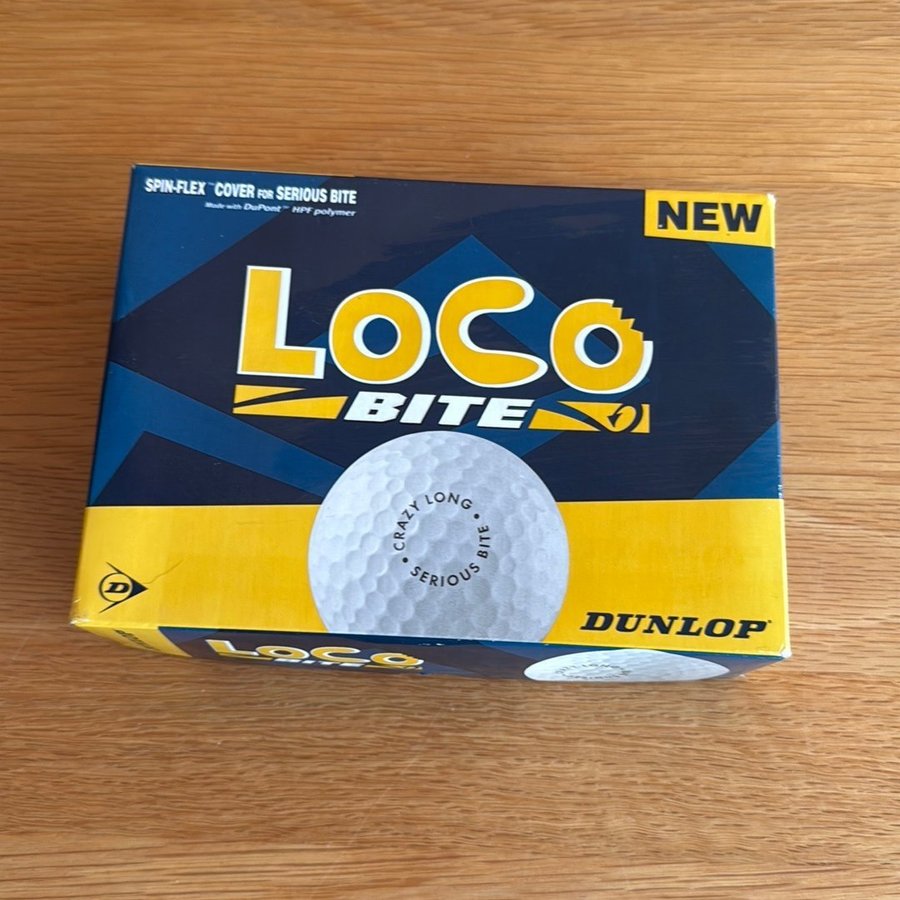 SPIN-FLEX™ COVER FOR SERIOUS BITE
Made with DuPont™ HPF polymer
NEW
LOCO
BITE
• CRAZY LONG •
SERIOUS BITE
D
DUNLOP
LOCO
BITE